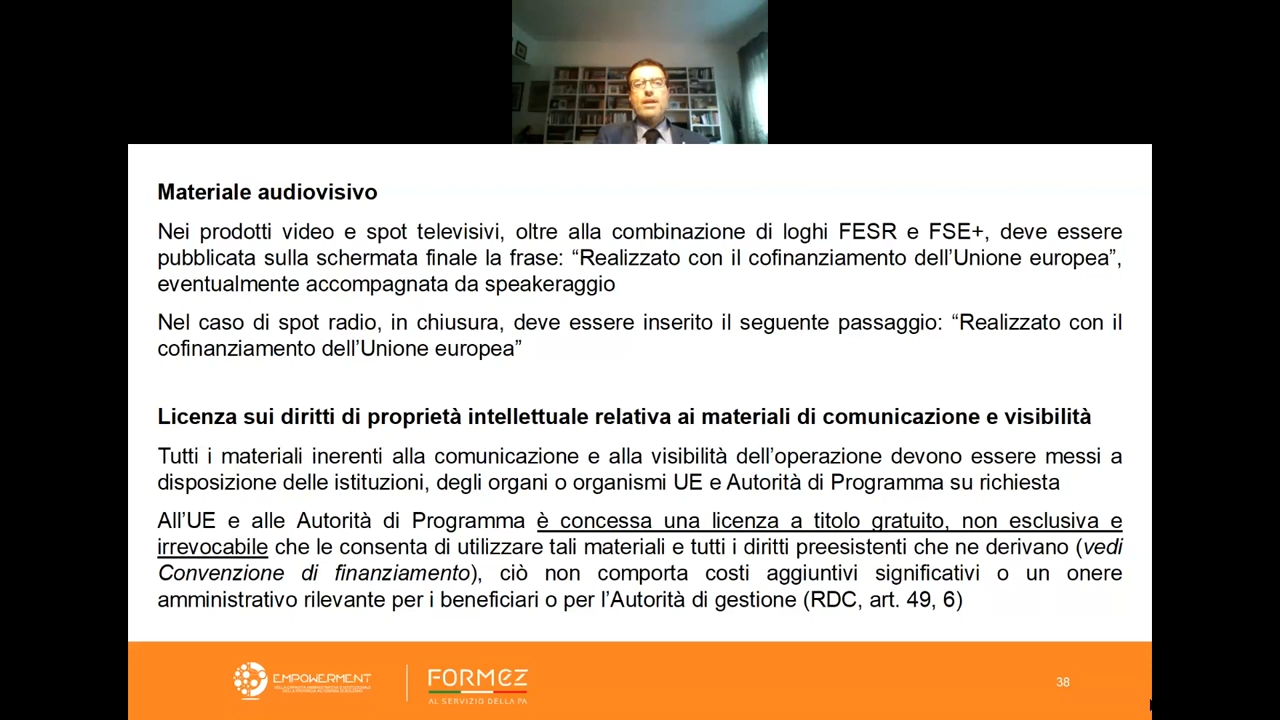 Materiale audiovisivo
Nei prodotti video e spot televisivi, oltre alla combinazione di loghi FESR e FSE+, deve essere
pubblicata sulla schermata finale la frase: “Realizzato con il cofinanziamento dell’Unione europea”,
eventualmente accompagnata da speakeraggio
Nel caso di spot radio, in chiusura, deve essere inserito il seguente passaggio: “Realizzato con il
cofinanziamento dell’Unione europea”
Licenza sui diritti di proprietà intellettuale relativa ai materiali di comunicazione e visibilità
Tutti i materiali inerenti alla comunicazione e alla visibilità dell’operazione devono essere messi a
disposizione delle istituzioni, degli organi o organismi UE e Autorità di Programma su richiesta
All’UE e alle Autorità di Programma è concessa una licenza a titolo gratuito, non esclusiva e
irrevocabile che le consenta di utilizzare tali materiali e tutti i diritti preesistenti che ne derivano (vedi
Convenzione di finanziamento), ciò non comporta costi aggiuntivi significativi o un onere
amministrativo rilevante per i beneficiari o per l’Autorità di gestione (RDC, art. 49, 6)
EMPOWERMENT
FORMEZ
AL SERVIZIO DELLA PA
38